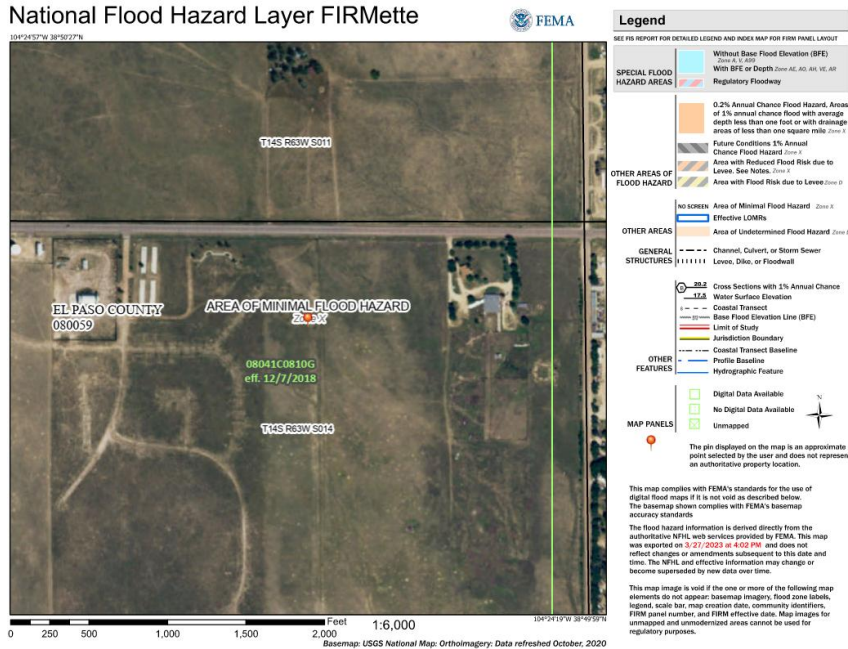 National Flood Hazard Layer FIRMette
FEMA
104°24'57"W 38°50'27"N
T14S R63W S011
EL PASO COUNTY
080059
AREA OF MINIMAL FLOOD HAZARD
Zone X
08041C0810G
eff. 12/7/2018
T14S R63W S014
104°24'19"W 38°49'59"N
0 250 500 1,000 1,500 2,000
Feet
1:6,000
Basemap: USGS National Map: Orthoimagery: Data refreshed October, 2020
Legend
SEE FIS REPORT FOR DETAILED LEGEND AND INDEX MAP FOR FIRM PANEL LAYOUT
SPECIAL FLOOD
HAZARD AREAS
Without Base Flood Elevation (BFE)
Zone A, V, A99
With BFE or Depth Zone AE, AO, AH, VE, AR
Regulatory Floodway
OTHER AREAS OF
FLOOD HAZARD
0.2% Annual Chance Flood Hazard, Areas
of 1% annual chance flood with average
depth less than one foot or with drainage
areas of less than one square mile Zone X
Future Conditions 1% Annual
Chance Flood Hazard Zone X
Area with Reduced Flood Risk due to
Levee. See Notes. Zone X
Area with Flood Risk due to Levee Zone D
OTHER AREAS
NO SCREEN Area of Minimal Flood Hazard Zone X
Effective LOMRs
Area of Undetermined Flood Hazard Zone
GENERAL
STRUCTURES
Channel, Culvert, or Storm Sewer
Levee, Dike, or Floodwall
OTHER
FEATURES
20.2 Cross Sections with 1% Annual Chance
17.5 Water Surface Elevation
Coastal Transect
Base Flood Elevation Line (BFE)
Limit of Study
Jurisdiction Boundary
Coastal Transect Baseline
Profile Baseline
Hydrographic Feature
MAP PANELS
Digital Data Available
No Digital Data Available
Unmapped
N
The pin displayed on the map is an approximate
point selected by the user and does not represen
an authoritative property location.
This map complies with FEMA's standards for the use of
digital flood maps if it is not void as described below.
The basemap shown complies with FEMA's basemap
accuracy standards
The flood hazard information is derived directly from the
authoritative NFHL web services provided by FEMA. This map
was exported on 3/27/2023 at 4:02 PM and does not
reflect changes or amendments subsequent to this date and
time. The NFHL and effective information may change or
become superseded by new data over time.
This map image is void if the one or more of the following map
elements do not appear: basemap imagery, flood zone labels,
legend, scale bar, map creation date, community identifiers,
FIRM panel number, and FIRM effective date. Map images for
unmapped and unmodernized areas cannot be used for
regulatory purposes.